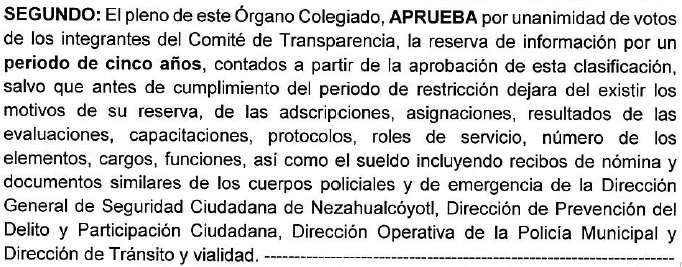 SEGUNDO: El pleno de este Órgano Colegiado, APRUEBA por unanimidad de votos
de los integrantes del Comité de Transparencia, la reserva de información por un
periodo de cinco años, contados a partir de la aprobación de esta clasificación,
salvo que antes de cumplimiento del periodo de restricción dejara del existir los
motivos de su reserva, de las adscripciones, asignaciones, resultados de las
evaluaciones, capacitaciones, protocolos, roles de servicio, número de los
elementos, cargos, funciones, así como el sueldo incluyendo recibos de nómina y
documentos similares de los cuerpos policiales y de emergencia de la Dirección
General de Seguridad Ciudadana de Nezahualcóyotl, Dirección de Prevención del
Delito y Participación Ciudadana, Dirección Operativa de la Policía Municipal y
Dirección de Tránsito y vialidad. ------------------------------------------------------------------